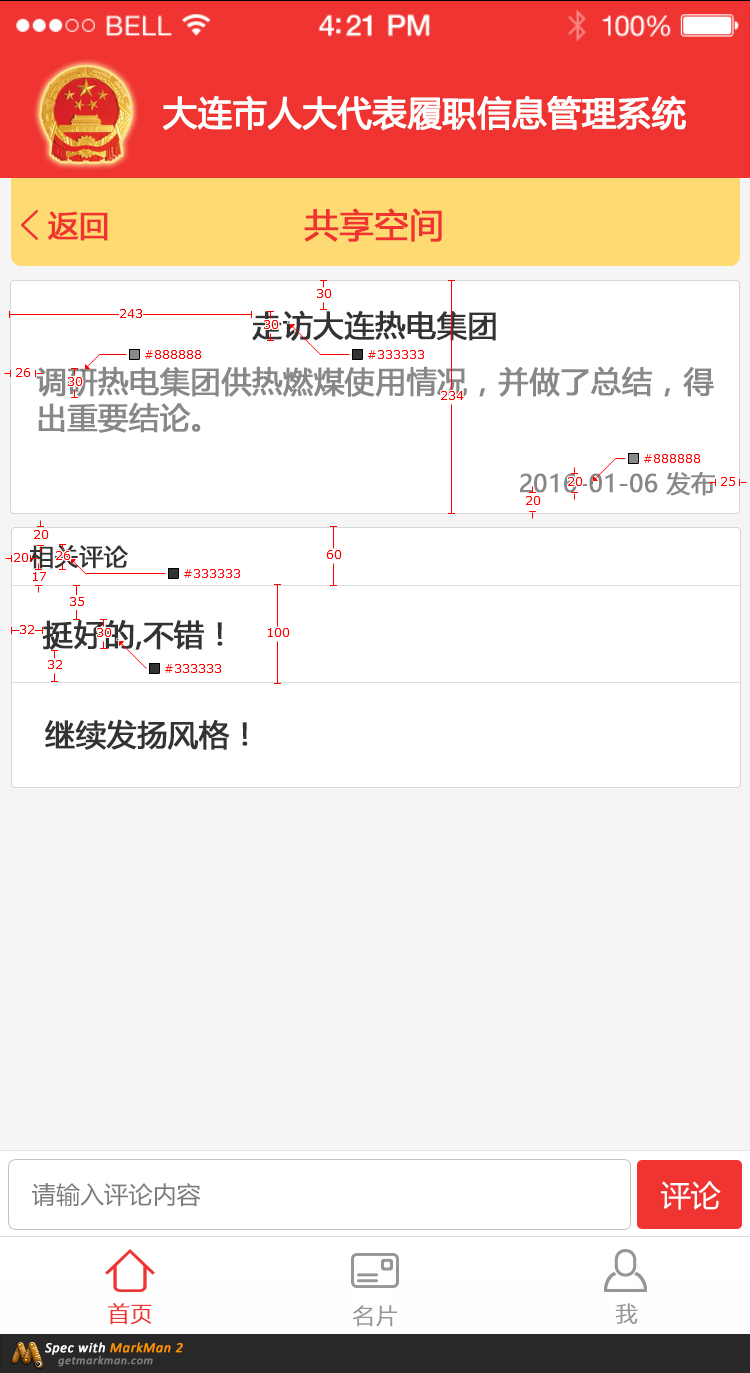 BELL 4:21 PM 100%
大连市人大代表履职信息管理系统
返回 共享空间
30
243
30 走访大连热电集团
#888888 #333333
26 30 234
调研热电集团供热燃煤使用情况，并做了总结，得
出重要结论。
#888888
2016-01-06 发布
20 25
20
20
20 26 相关评论 60
17 #333333
35
32 30 挺好的,不错！ 100
32 #333333
继续发扬风格！
请输入评论内容 评论
首页 名片 我
Spec with MarkMan 2
getmarkman.com